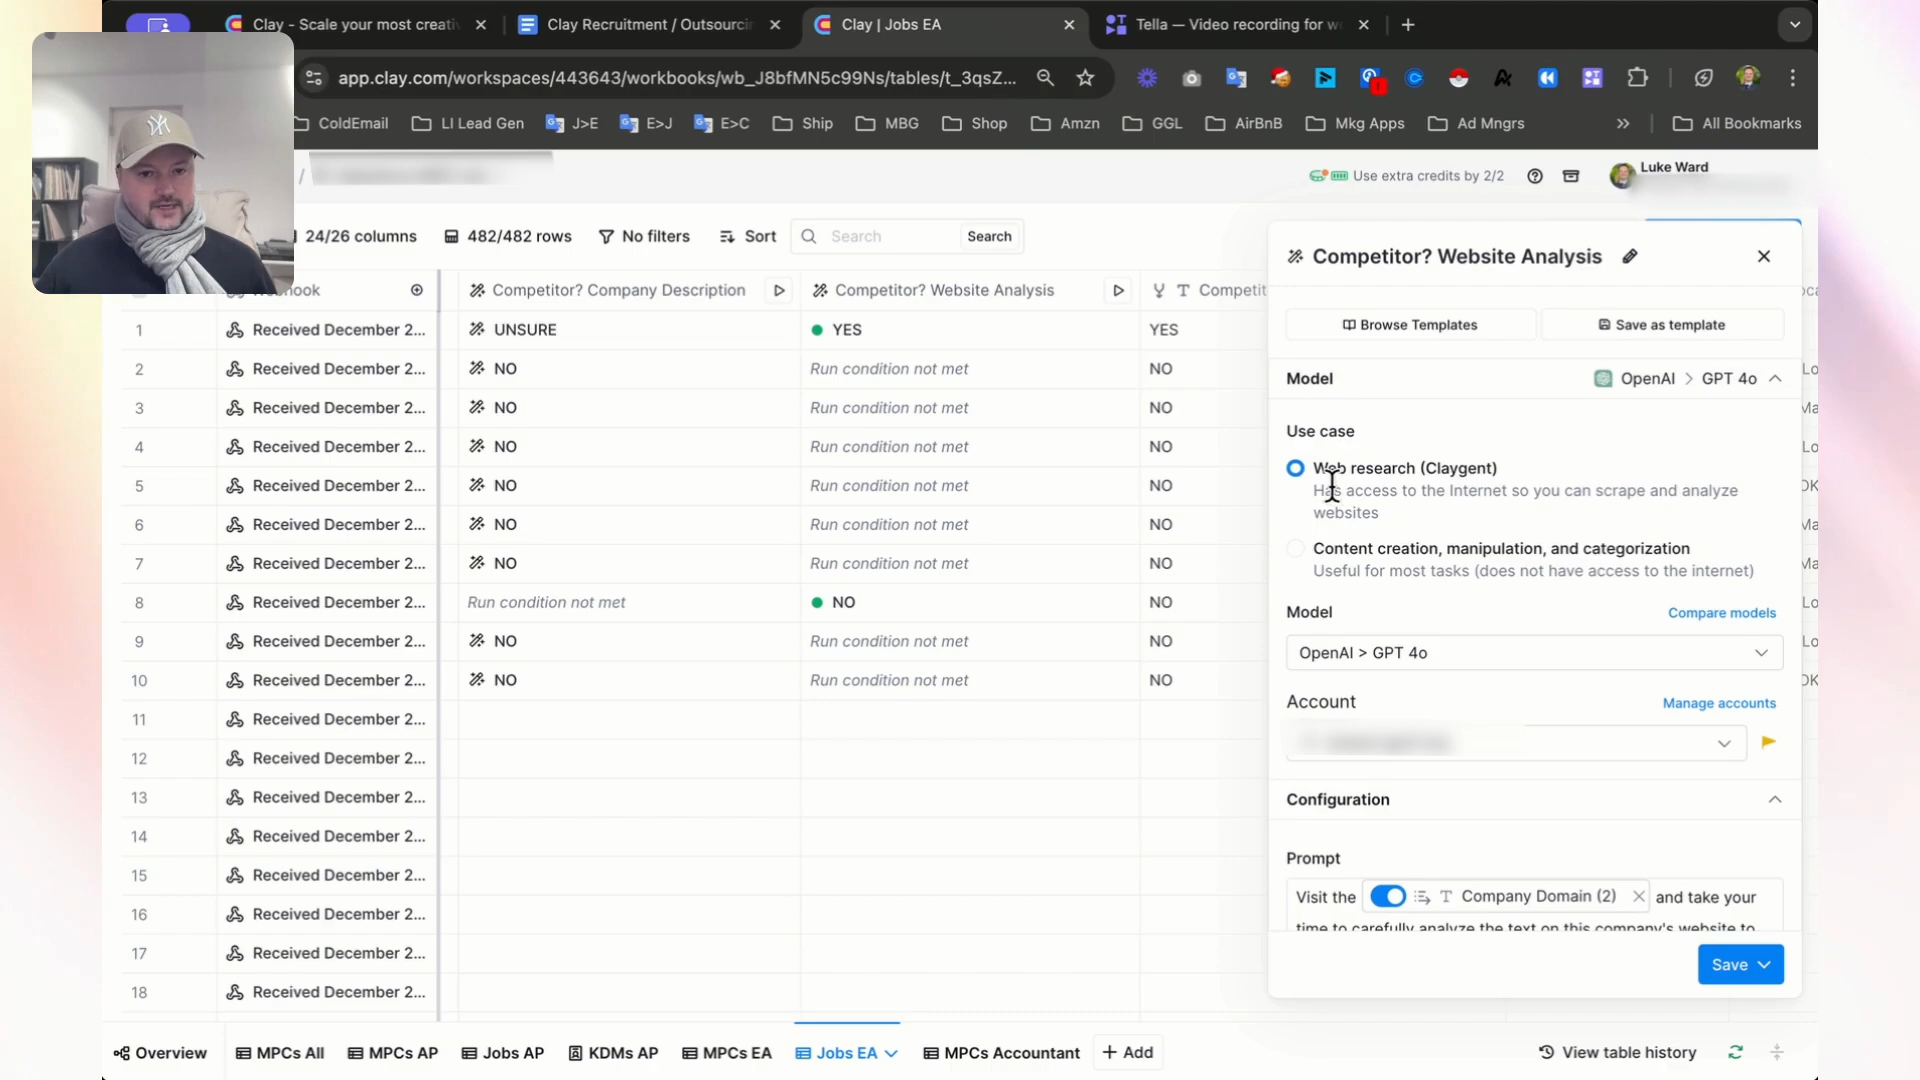 Clay - Scale your most creati
Clay Recruitment / Outsourcin
Clay | Jobs EA
Tella — Video recording for w
app.clay.com/workspaces/443643/workbooks/wb_J8bfMN5c99Ns/tables/t_3qsZ...
ColdEmail
LI Lead Gen
J>E
E>J
E>C
Ship
MBG
Shop
Amzn
GGL
AirBnB
Mkg Apps
Ad Mngrs
All Bookmarks
/
Use extra credits by 2/2
Luke Ward
24/26 columns
482/482 rows
No filters
Sort
Search
Search
Competitor? Company Description
Competitor? Website Analysis
Competit
1 Received December 2... UNSURE YES YES
2 Received December 2... NO Run condition not met NO
3 Received December 2... NO Run condition not met NO
4 Received December 2... NO Run condition not met NO
5 Received December 2... NO Run condition not met NO
6 Received December 2... NO Run condition not met NO
7 Received December 2... NO Run condition not met NO
8 Received December 2... Run condition not met NO NO
9 Received December 2... NO Run condition not met NO
10 Received December 2... NO Run condition not met NO
11 Received December 2...
12 Received December 2...
13 Received December 2...
14 Received December 2...
15 Received December 2...
16 Received December 2...
17 Received December 2...
18 Received December 2...
Competitor? Website Analysis
Browse Templates
Save as template
Model
OpenAI > GPT 4o
Use case
Web research (Claygent)
Has access to the Internet so you can scrape and analyze
websites
Content creation, manipulation, and categorization
Useful for most tasks (does not have access to the internet)
Model
Compare models
OpenAI > GPT 4o
Account
Manage accounts
Configuration
Prompt
Visit the Company Domain (2) and take your
time to carefully analyze the text on this company's website to
Save
Overview
MPCs All
MPCs AP
Jobs AP
KDMs AP
MPCs EA
Jobs EA
MPCs Accountant
+ Add
View table history